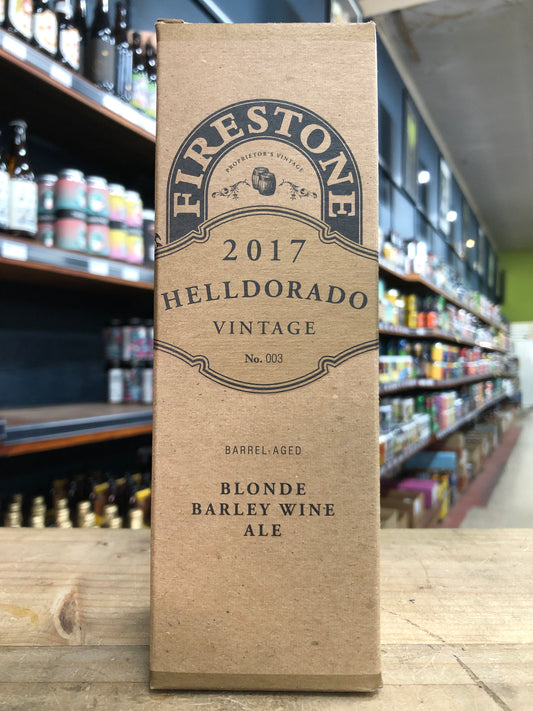 FIRESTONE
PROPRIETOR'S VINTAGE
2017
HELLDORADO
VINTAGE
No. 003
BARREL-AGED
BLONDE
BARLEY WINE
ALE